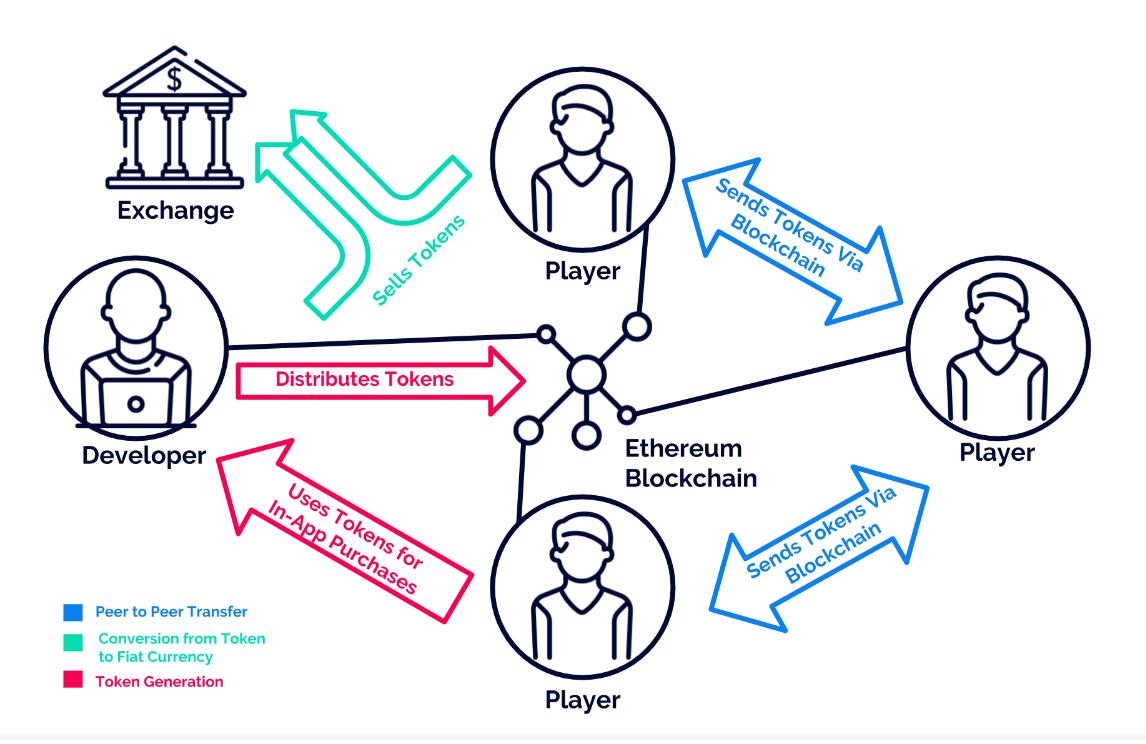 $
Exchange
Sells Tokens
Player
Sends Tokens Via
Blockchain
Developer
Distributes Tokens
Ethereum
Blockchain
Player
Uses Tokens for
In-App Purchases
Sends Tokens Via
Blockchain
Player
Peer to Peer Transfer
Conversion from Token
to Fiat Currency
Token Generation